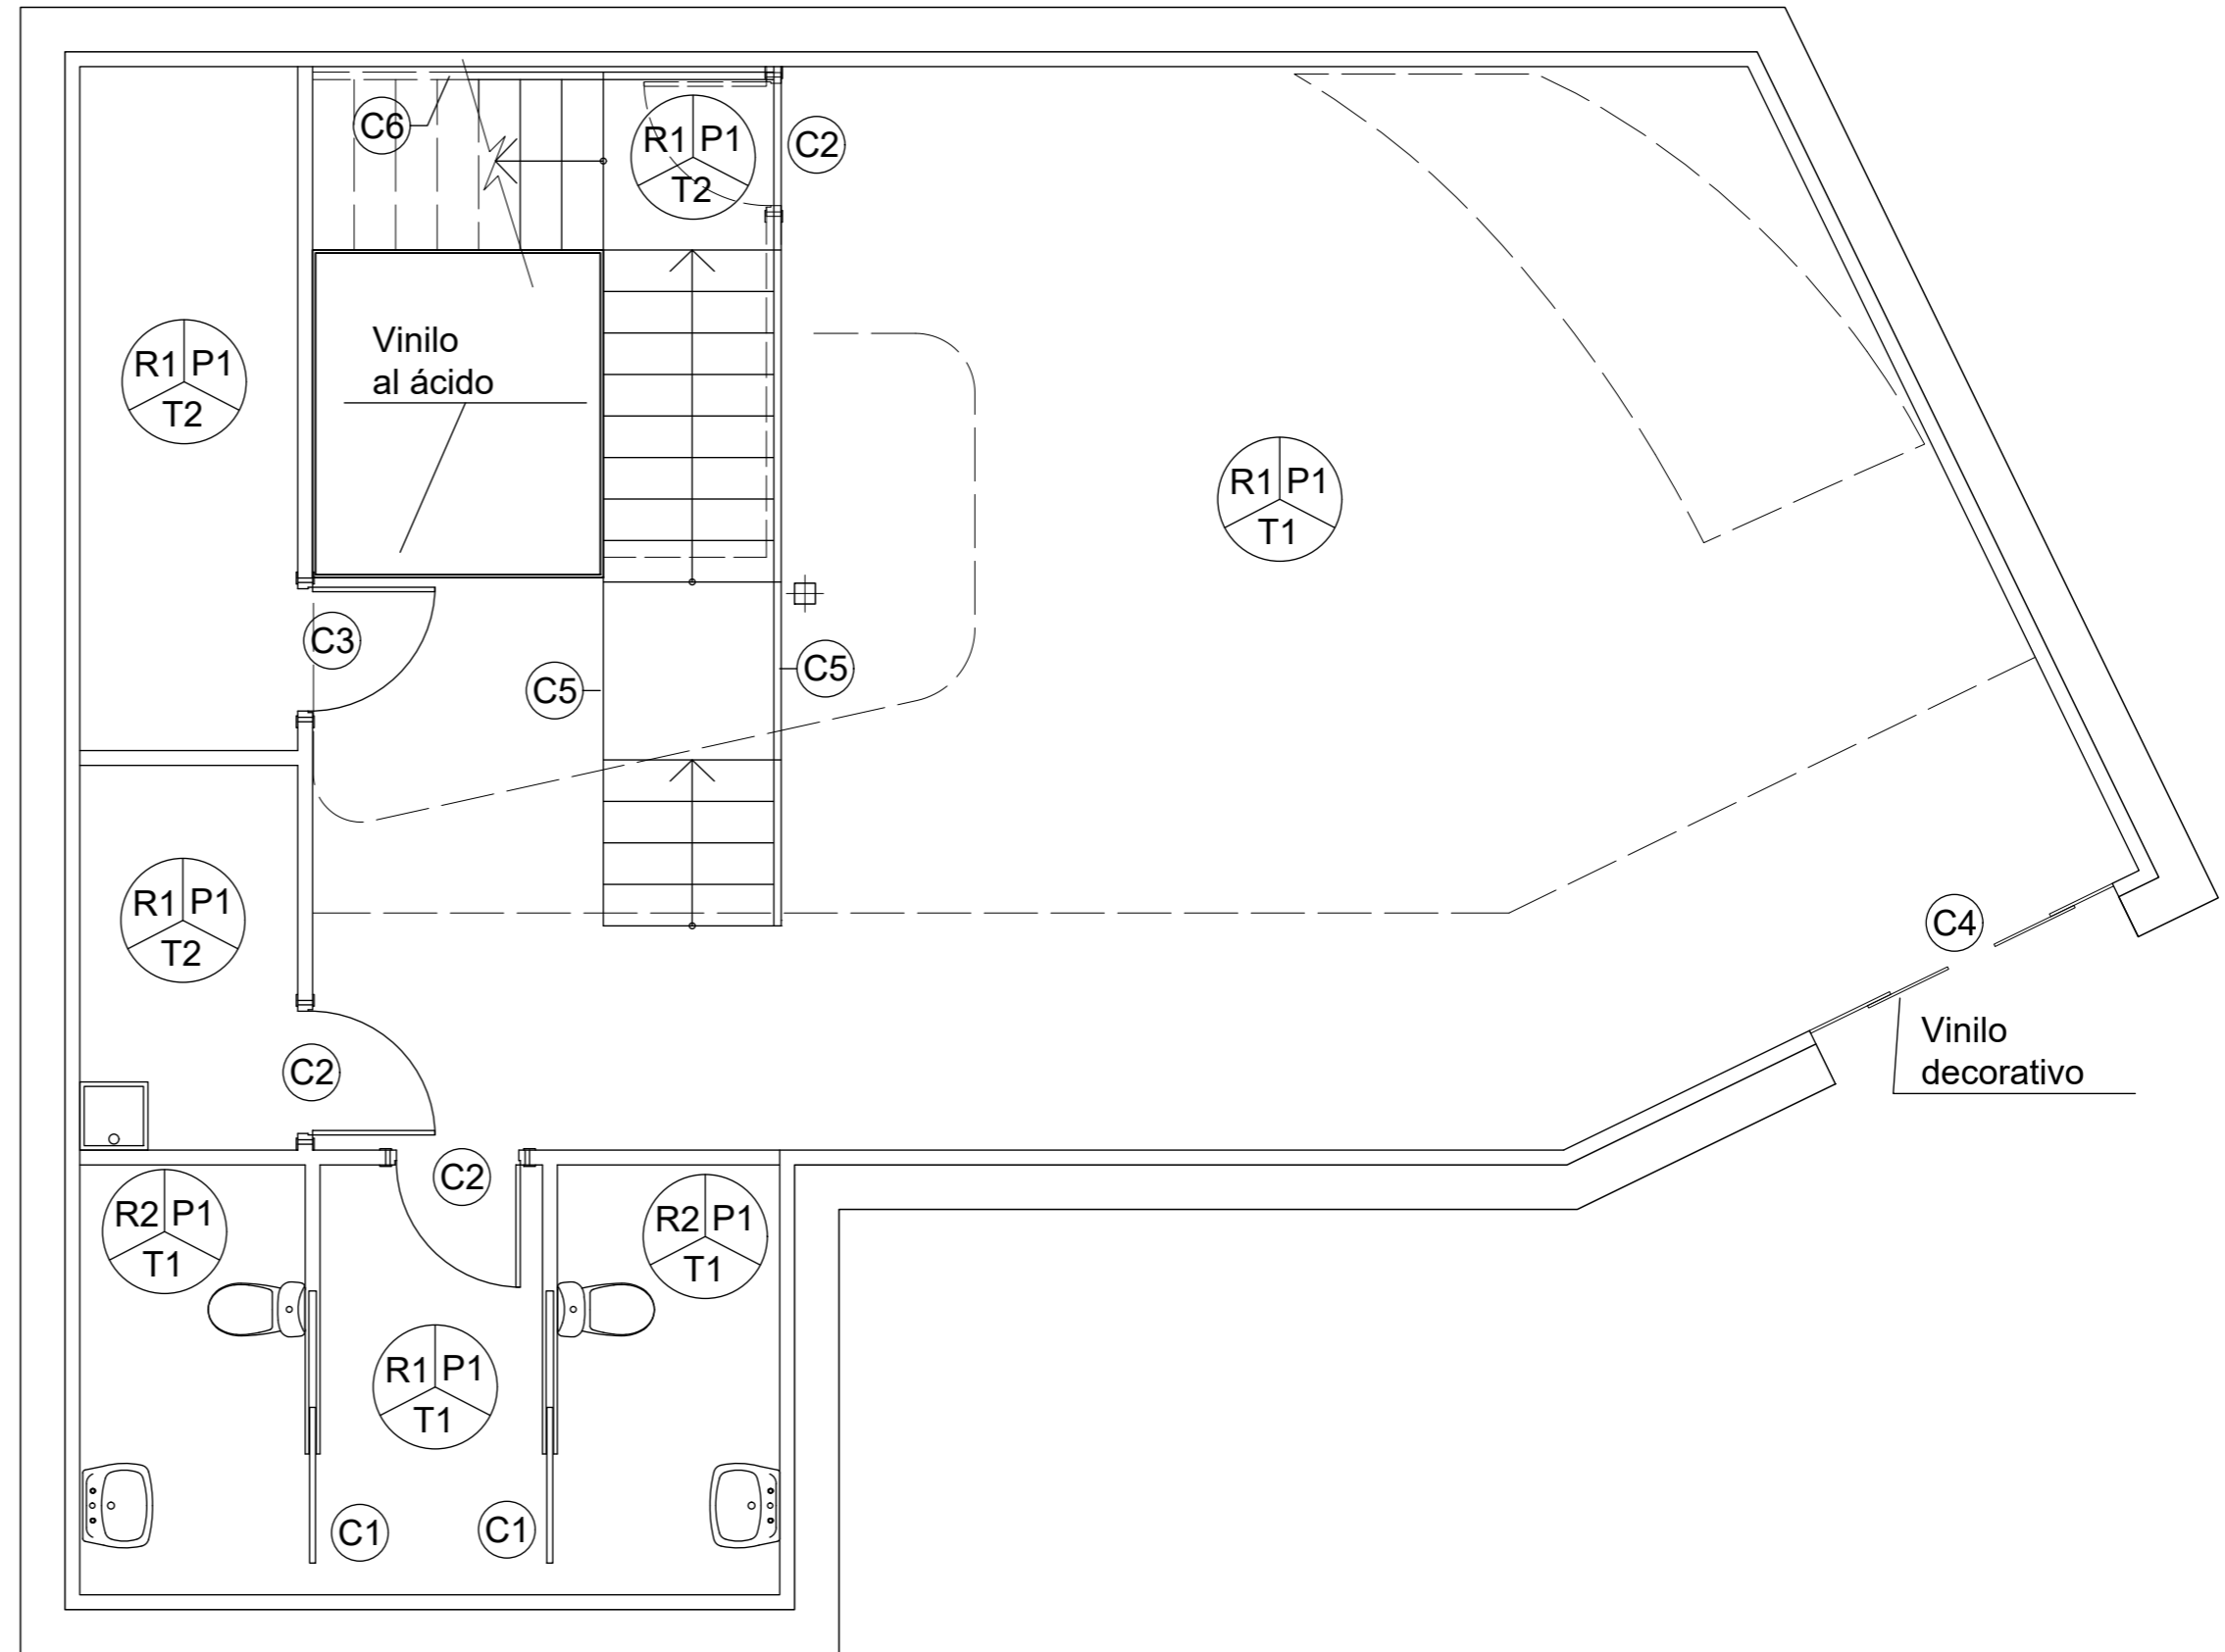 C6
R1 P1
T2
C2
Vinilo
al ácido
R1 P1
T2
R1 P1
T1
C3
C5
C5
R1 P1
T2
C4
Vinilo
decorativo
C2
C2
R2 P1
T1
R2 P1
T1
R1 P1
T1
C1
C1